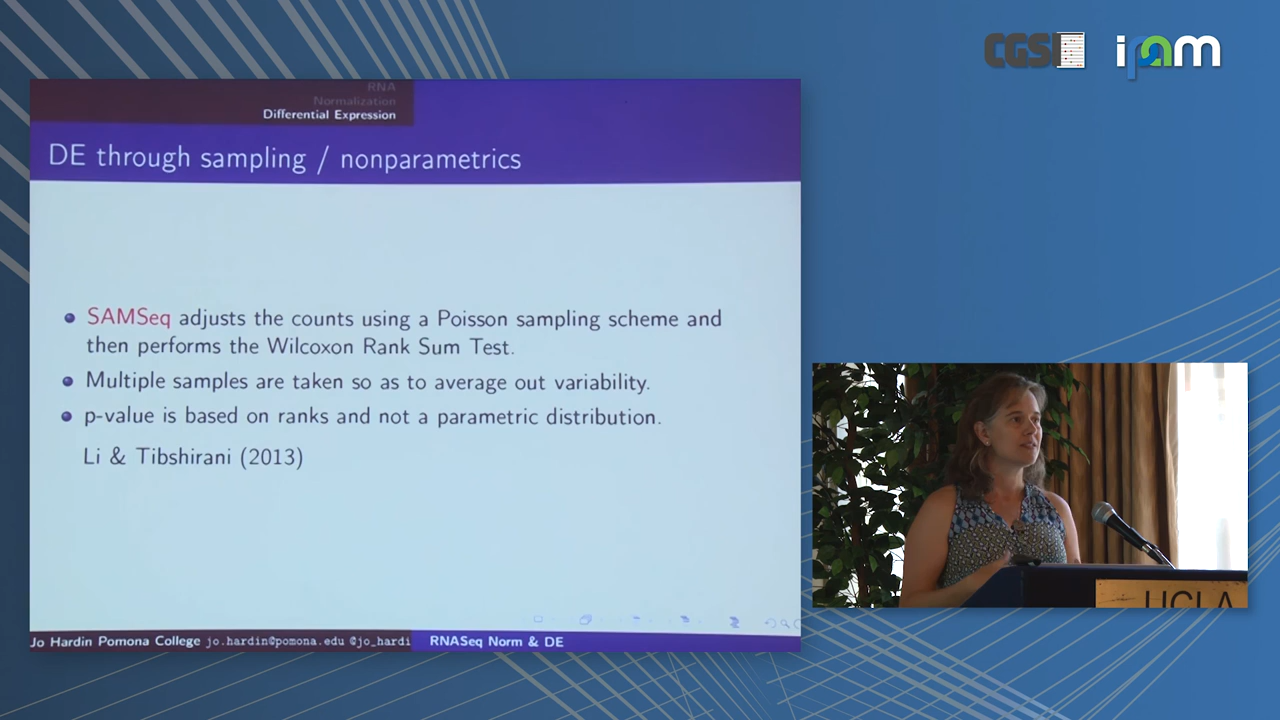 CGSI
ipam
RNA
Normalization
Differential Expression
DE through sampling / nonparametrics
SAMSeq adjusts the counts using a Poisson sampling scheme and
then performs the Wilcoxon Rank Sum Test.
Multiple samples are taken so as to average out variability.
p-value is based on ranks and not a parametric distribution.
Li & Tibshirani (2013)
Jo Hardin Pomona College jo.hardin@pomona.edu @jo_hardi
RNASeq Norm & DE
UCLA